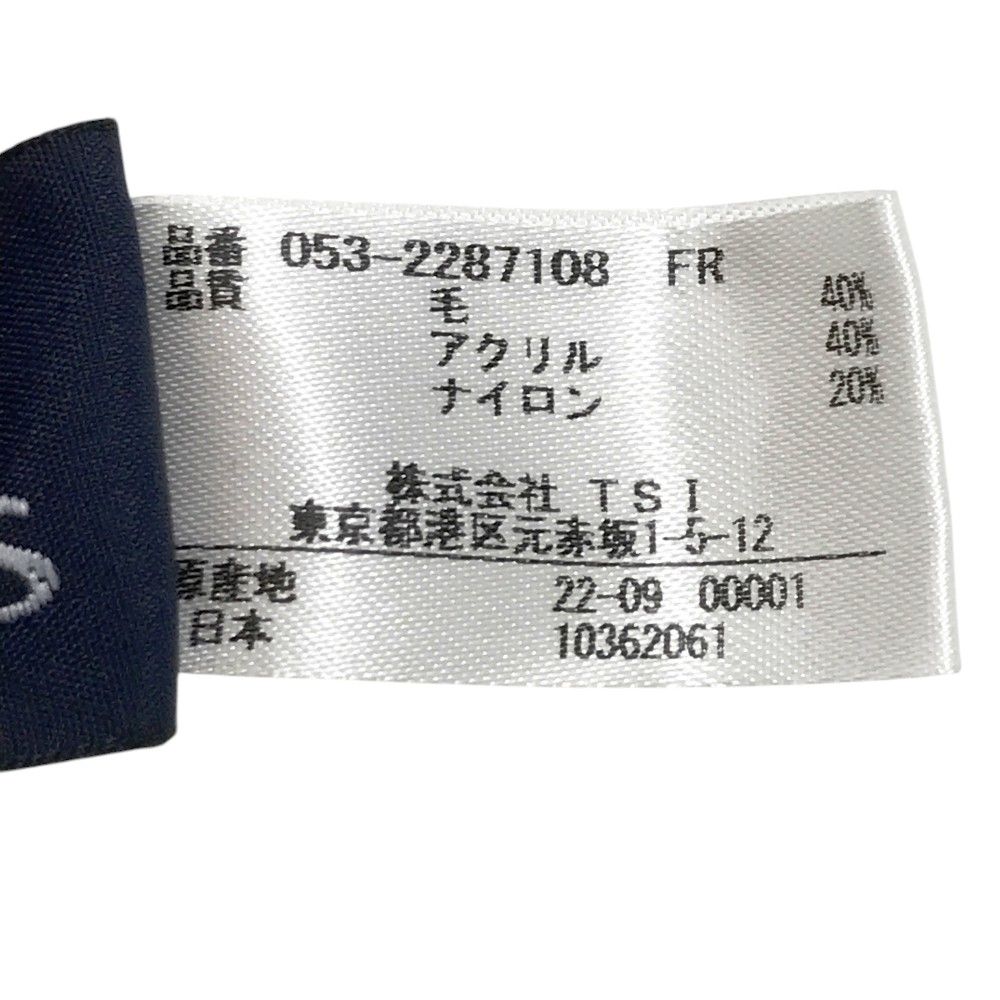 品番 053-2287108 FR
品質
毛 40%
アクリル 40%
ナイロン 20%
株式会社 TSI
東京都港区元赤坂1-5-12
原産地 22-09 00001
日本 10362061